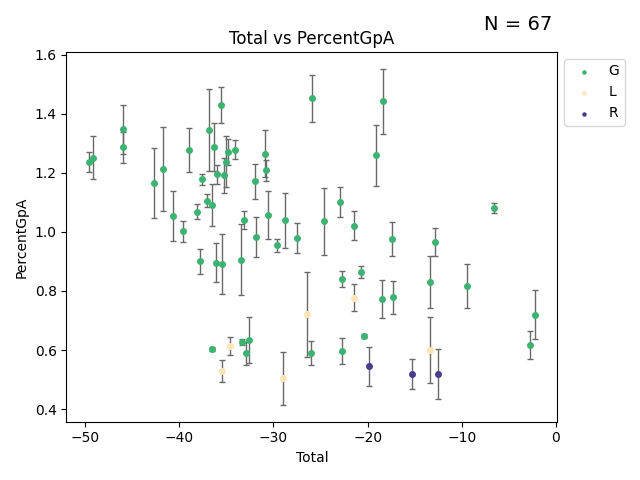 N = 67
Total vs PercentGpA
G
L
R
PercentGpA
1.6
1.4
1.2
1.0
0.8
0.6
0.4
−50
−40
−30
−20
−10
0
Total